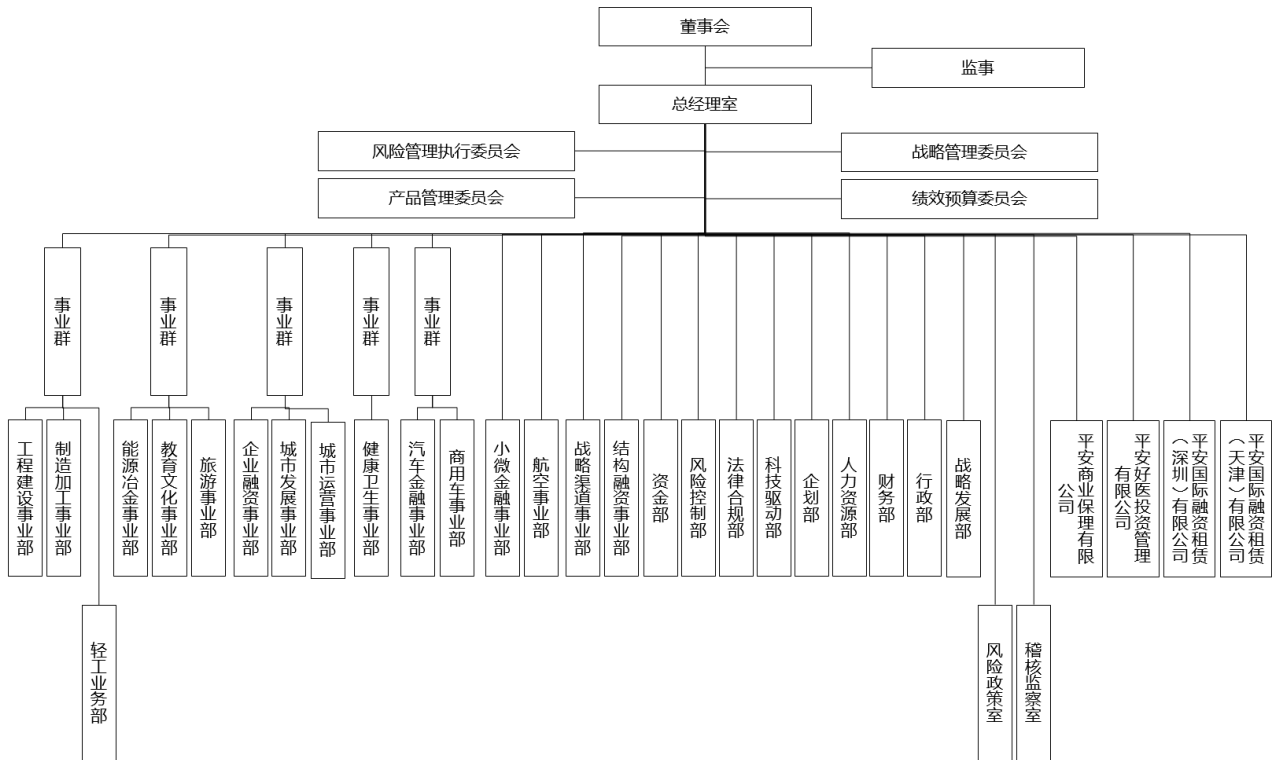 董事会
监事
总经理室
风险管理执行委员会
战略管理委员会
产品管理委员会
绩效预算委员会
事业群
事业群
事业群
事业群
事业群
工程建设事业部
制造加工事业部
能源冶金事业部
教育文化事业部
旅游事业部
企业融资事业部
城市发展事业部
城市运营事业部
健康卫生事业部
汽车金融事业部
商用车事业部
小微金融事业部
航空事业部
战略渠道事业部
结构融资事业部
资金部
风险控制部
法律合规部
科技驱动部
企划部
人力资源部
财务部
行政部
战略发展部
平安商业保理有限
公司
平安好医投资管理
有限公司
平安国际融资租赁
（深圳）有限公司
平安国际融资租赁
（天津）有限公司
轻工业务部
风险政策室
稽核监察室